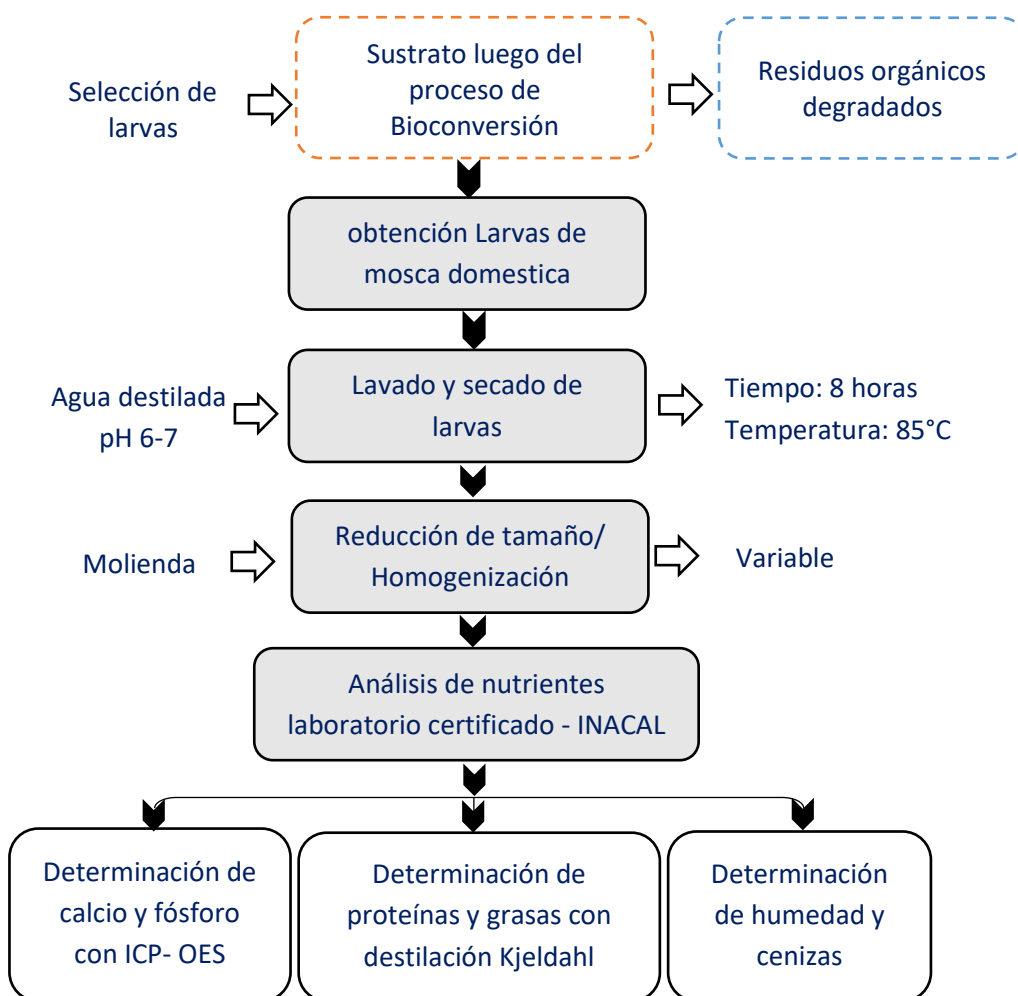 Selección de
larvas
Sustrato luego del
proceso de
Bioconversión
Residuos orgánicos
degradados
obtención Larvas de
mosca domestica
Agua destilada
pH 6-7
Lavado y secado de
larvas
Tiempo: 8 horas
Temperatura: 85°C
Molienda
Reducción de tamaño/
Homogenización
Variable
Análisis de nutrientes
laboratorio certificado - INACAL
Determinación de
calcio y fósforo
con ICP- OES
Determinación de
proteínas y grasas con
destilación Kjeldahl
Determinación
de humedad y
cenizas